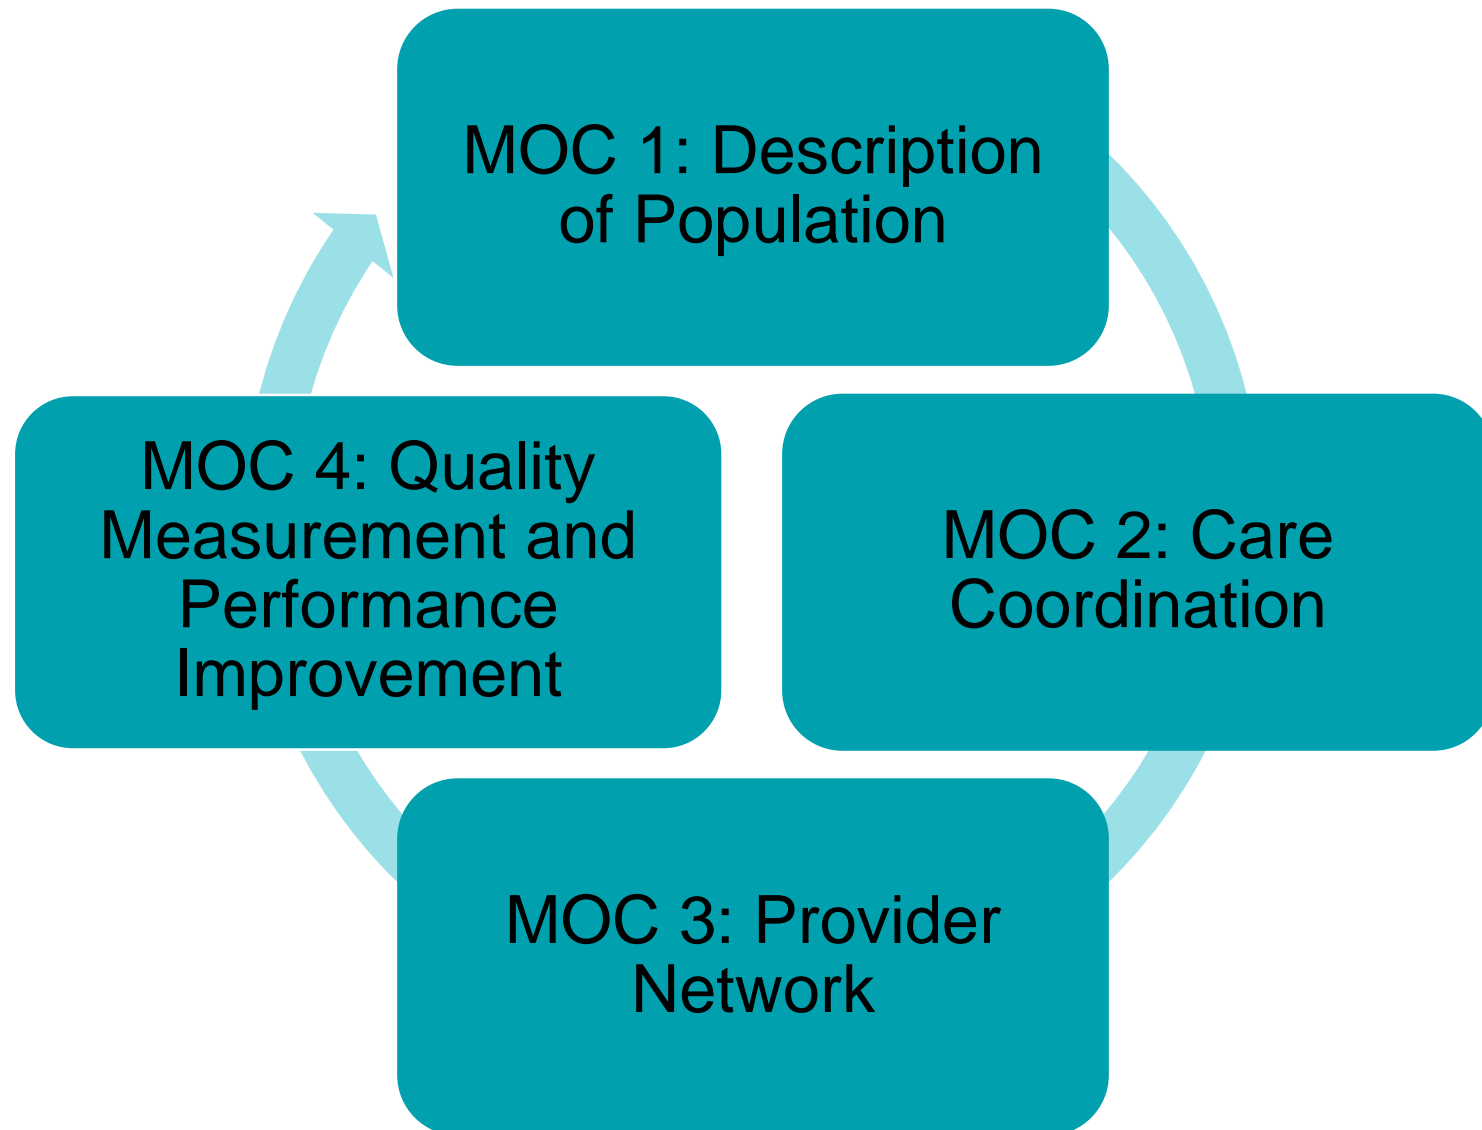 MOC 1: Description
of Population
MOC 2: Care
Coordination
MOC 3: Provider
Network
MOC 4: Quality
Measurement and
Performance
Improvement